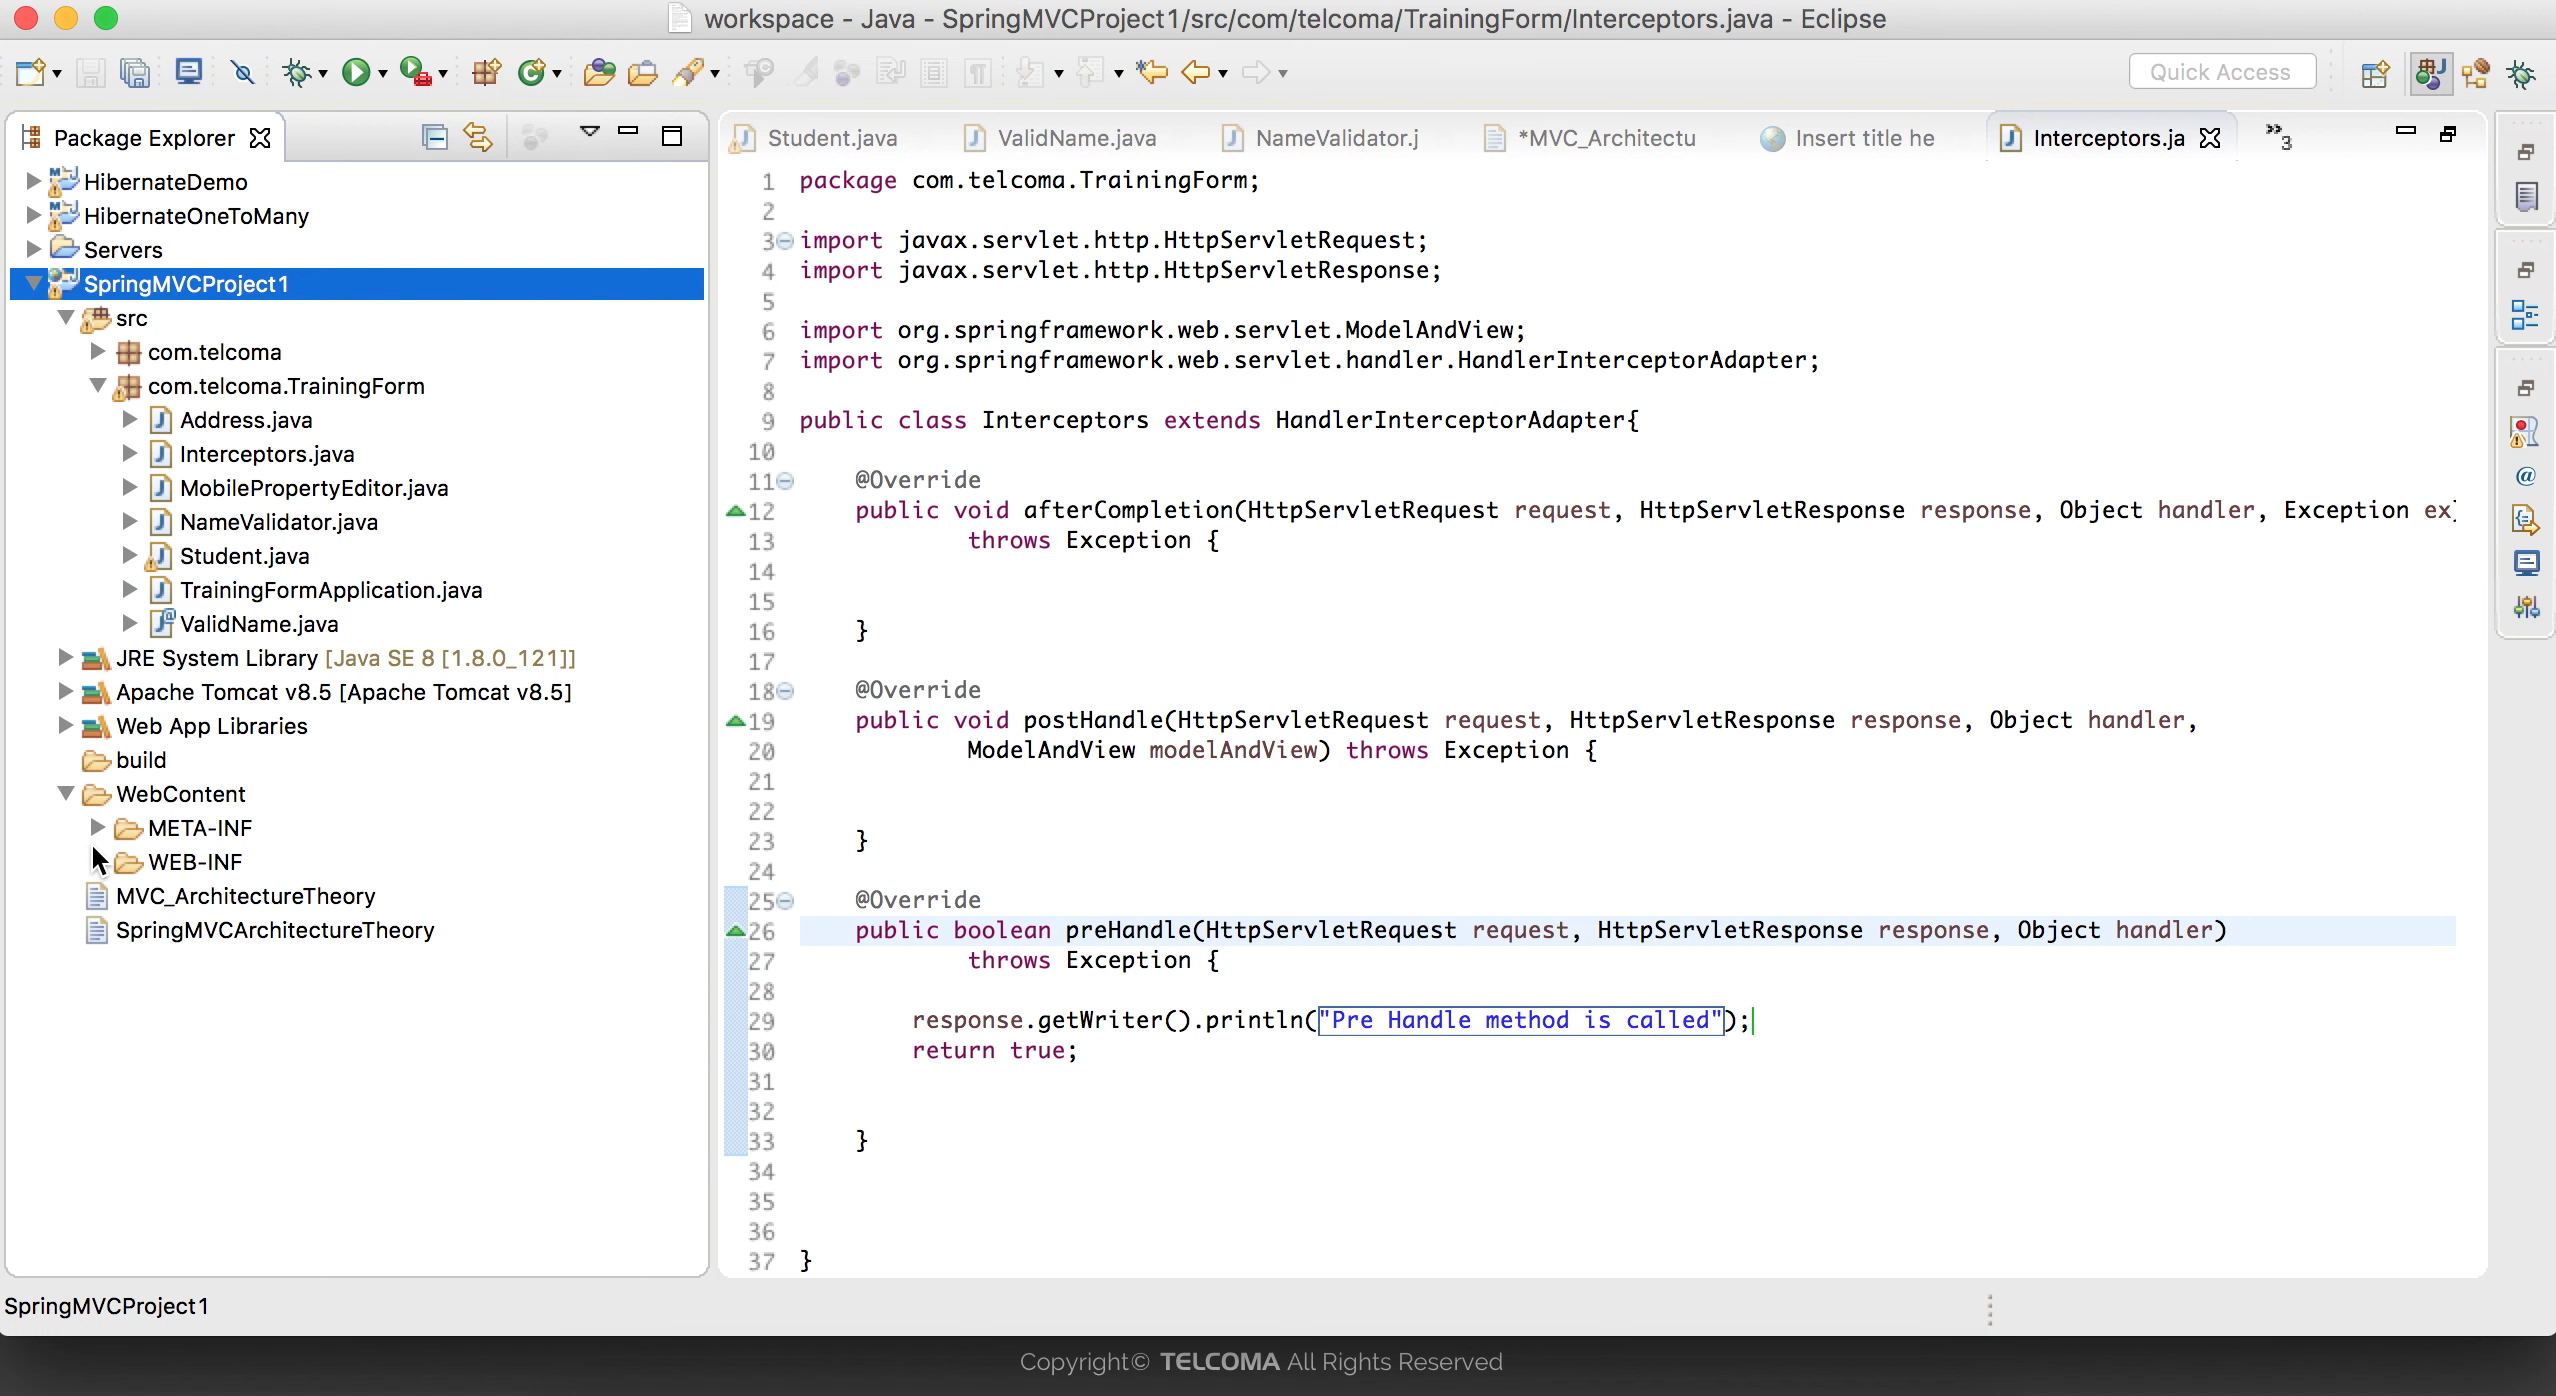 workspace - Java - SpringMVCProject1/src/com/telcoma/TrainingForm/Interceptors.java - Eclipse
Quick Access
Package Explorer
HibernateDemo
HibernateOneToMany
Servers
SpringMVCProject1
src
com.telcoma
com.telcoma.TrainingForm
Address.java
Interceptors.java
MobilePropertyEditor.java
NameValidator.java
Student.java
TrainingFormApplication.java
ValidName.java
JRE System Library [Java SE 8 [1.8.0_121]]
Apache Tomcat v8.5 [Apache Tomcat v8.5]
Web App Libraries
build
WebContent
META-INF
WEB-INF
MVC_ArchitectureTheory
SpringMVCArchitectureTheory
Student.java ValidName.java NameValidator.j *MVC_Architectu Insert title he Interceptors.ja »3
1 package com.telcoma.TrainingForm;
2
3 import javax.servlet.http.HttpServletRequest;
4 import javax.servlet.http.HttpServletResponse;
5
6 import org.springframework.web.servlet.ModelAndView;
7 import org.springframework.web.servlet.handler.HandlerInterceptorAdapter;
8
9 public class Interceptors extends HandlerInterceptorAdapter{
10
11 @Override
12 public void afterCompletion(HttpServletRequest request, HttpServletResponse response, Object handler, Exception ex)
13 throws Exception {
14
15
16 }
17
18 @Override
19 public void postHandle(HttpServletRequest request, HttpServletResponse response, Object handler,
20 ModelAndView modelAndView) throws Exception {
21
22
23 }
24
25 @Override
26 public boolean preHandle(HttpServletRequest request, HttpServletResponse response, Object handler)
27 throws Exception {
28
29 response.getWriter().println("Pre Handle method is called");
30 return true;
31
32
33 }
34
35
36
37 }
SpringMVCProject1
Copyright© TELCOMA All Rights Reserved